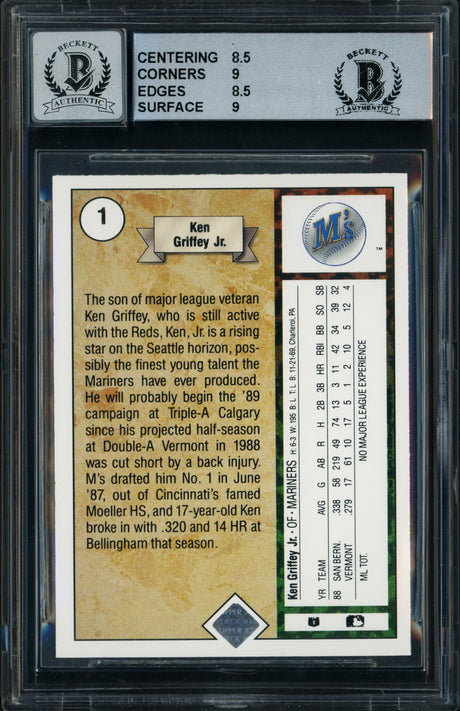 BECKETT
B
AUTHENTIC
CENTERING 8.5
CORNERS 9
EDGES 8.5
SURFACE 9
BECKETT
B
AUTHENTIC
1
Ken
Griffey Jr.
The son of major league veteran
Ken Griffey, who is still active
with the Reds, Ken, Jr. is a rising
star on the Seattle horizon, pos-
sibly the finest young talent the
Mariners have ever produced.
He will probably begin the '89
campaign at Triple-A Calgary
since his projected half-season
at Double-A Vermont in 1988
was cut short by a back injury.
M's drafted him No. 1 in June
'87, out of Cincinnati's famed
Moeller HS, and 17-year-old Ken
broke in with .320 and 14 HR at
Bellingham that season.
M's
TM
Ken Griffey Jr. · OF · MARINERS H: 6-3 W: 195 B: L T: L B: 11-21-69, Charleroi, PA
YR TEAM AVG G AB R H 2B 3B HR RBI BB SO SB
88 SAN BERN. .338 58 219 49 74 13 3 11 42 34 39 32
VERMONT .279 17 61 10 17 5 1 2 10 5 12 4
ML TOT. NO MAJOR LEAGUE EXPERIENCE
UPPER
DECK